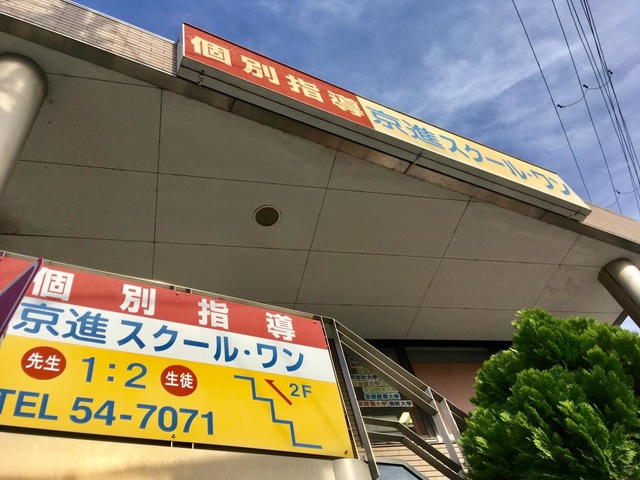 個別指導 京進スクール・ワン
個別指導
京進スクール・ワン
先生 1:2 生徒
2F
TEL 54-7071